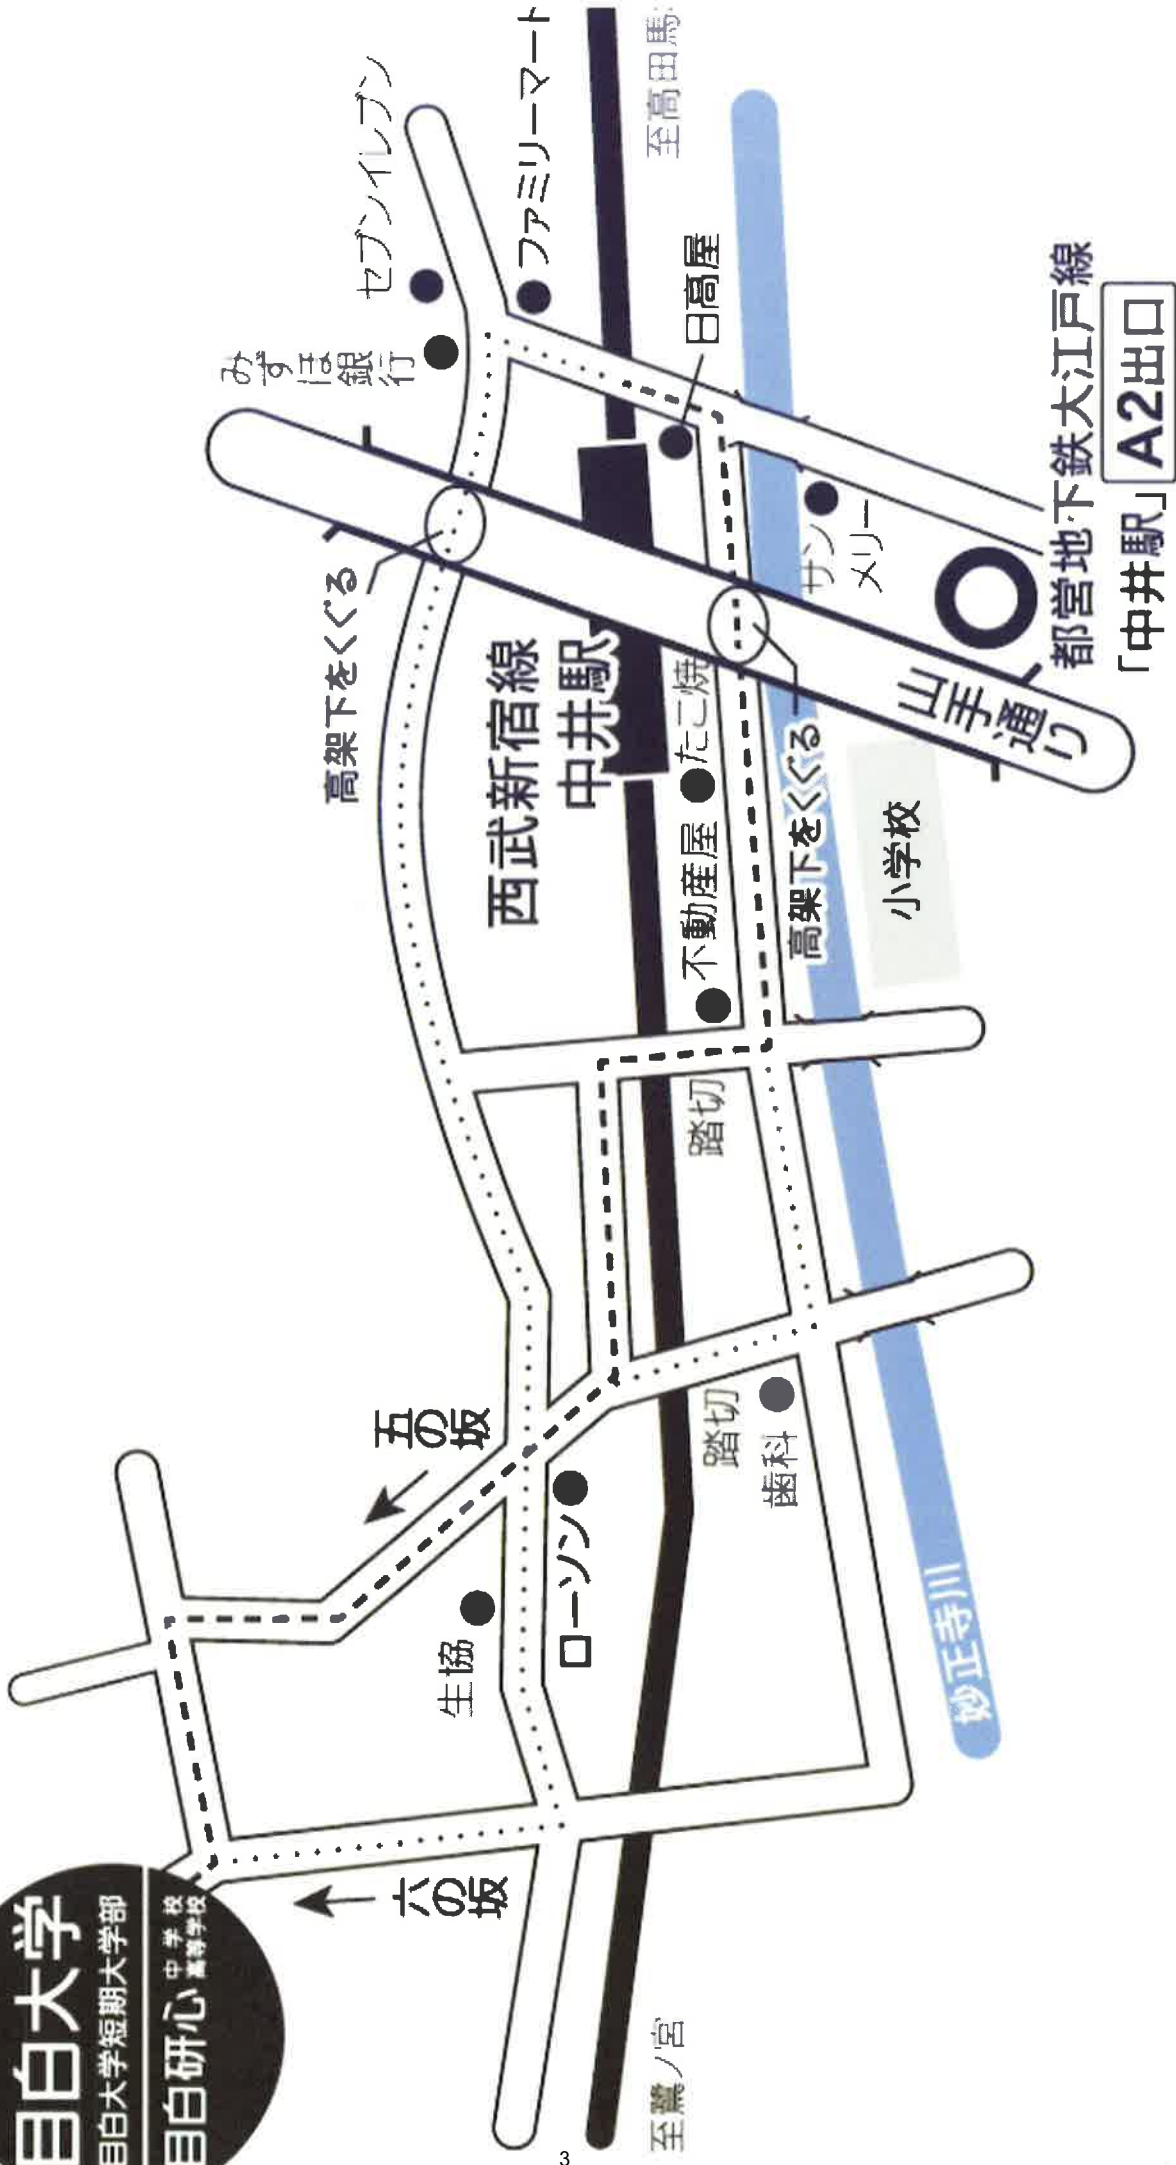 目白大学
目白大学短期大学部
目白研心 中学校
高等学校
セブンイレブン
みずほ銀行
ファミリーマート
至高田馬
日高屋
高架下をくぐる
西武新宿線
中井駅
たこ焼
不動産屋
高架下をくぐる
サン
メリー
山手通り
都営地下鉄大江戸線
「中井駅」A2出口
小学校
踏切
踏切
歯科
五の坂
ローソン
生協
六の坂
妙正寺川
至鷺ノ宮
3